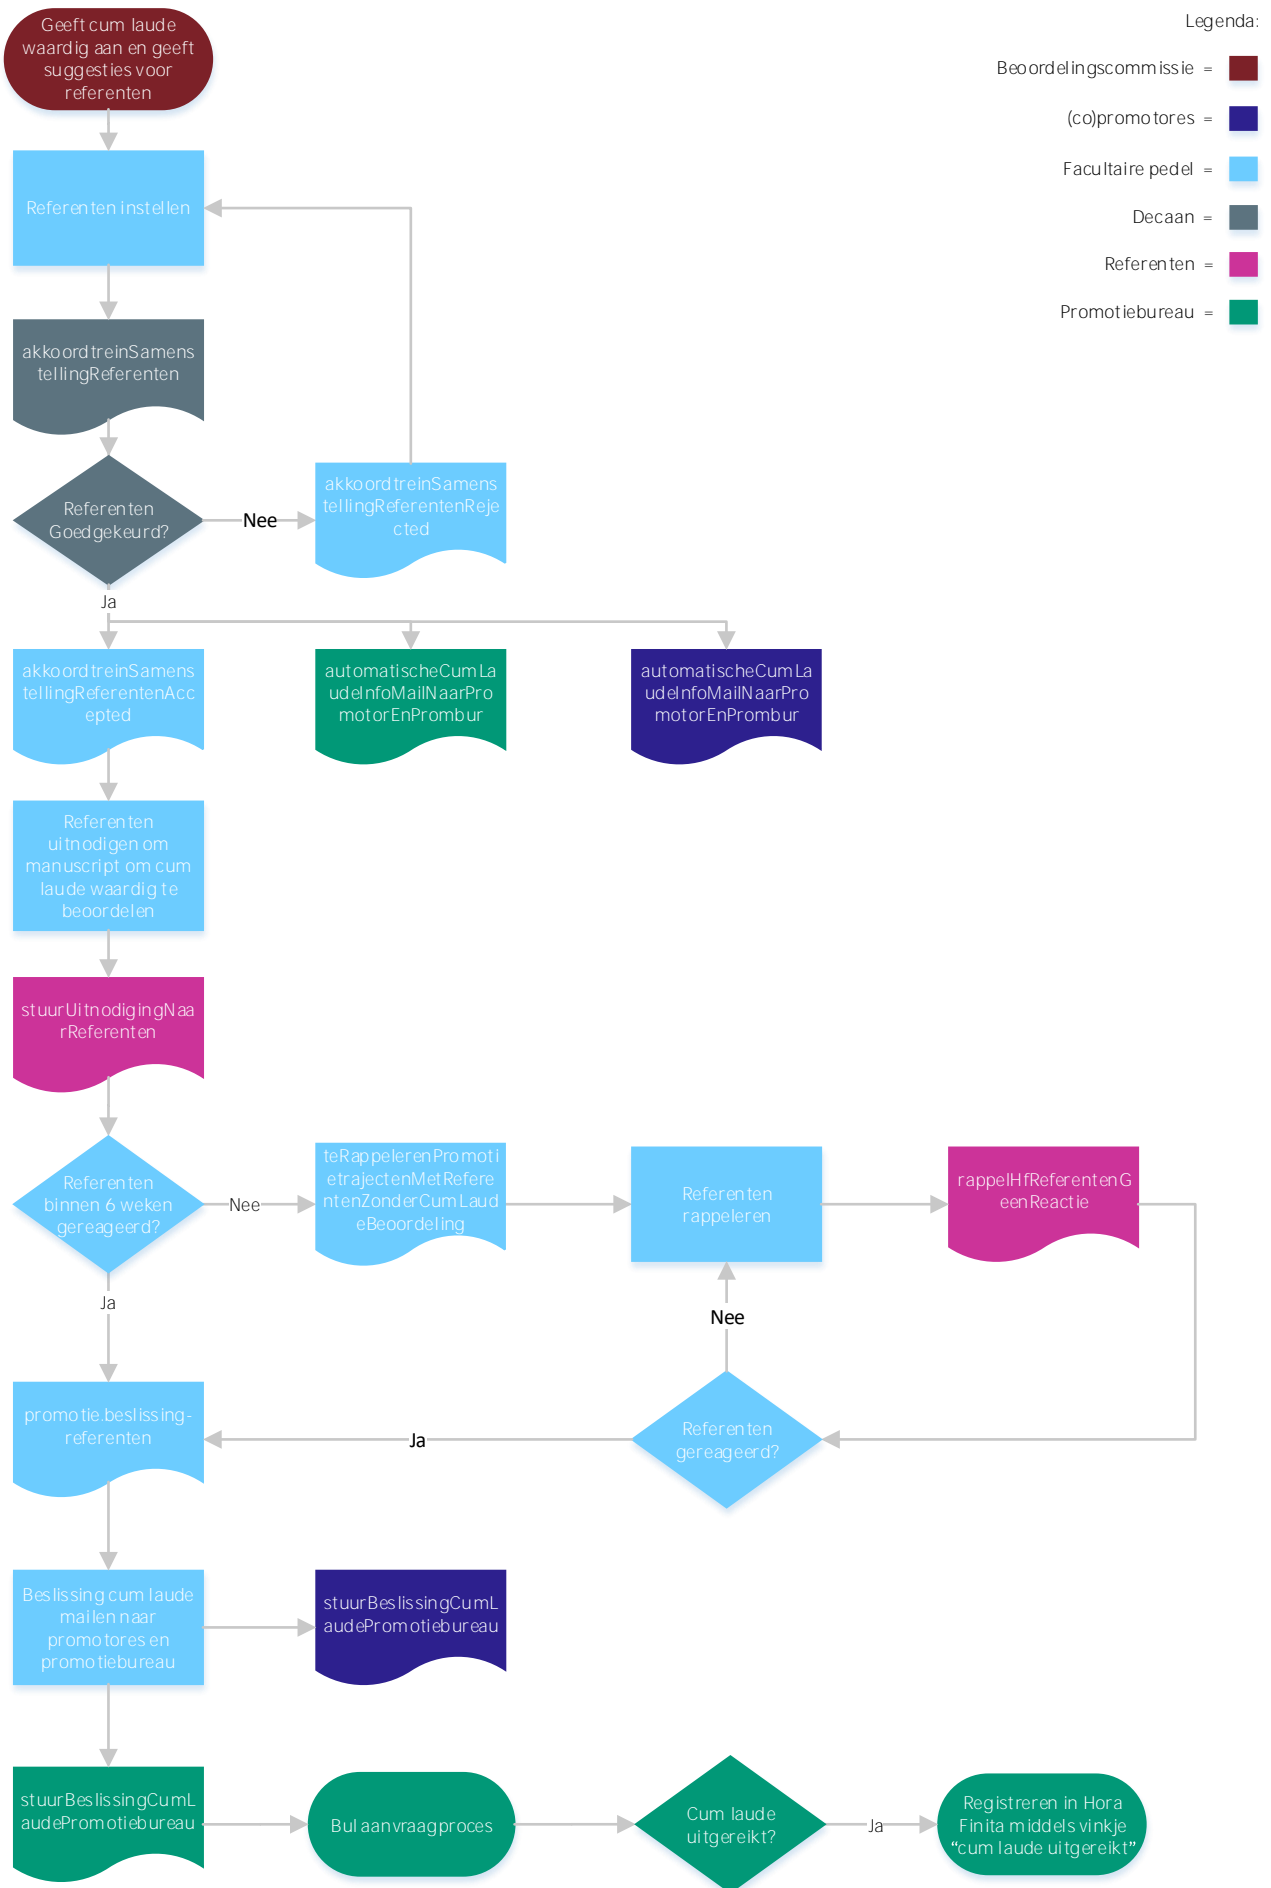 Geeft cum laude
waardig aan en geeft
suggesties voor
referenten
Legenda:
Beoordelingscommissie =
(co)promotores =
Facultaire pedel =
Decaan =
Referenten =
Promotiebureau =
Referenten instellen
akkoordtreinSamens
tellingReferenten
Referenten
Goedgekeurd?
Nee
akkoordtreinSamens
tellingReferentenReje
cted
Ja
akkoordtreinSamens
tellingReferentenAcc
epted
automatischeCumLa
udeInfoMailNaarPro
motorEnPrombur
automatischeCumLa
udeInfoMailNaarPro
motorEnPrombur
Referenten
uitnodigen om
manuscript om cum
laude waardig te
beoordelen
stuurUitnodigingNaa
rReferenten
Referenten
binnen 6 weken
gereageerd?
Nee
teRappelerenPromoti
etrajectenMetRefere
ntenZonderCumLaud
eBeoordeling
Referenten
rappeleren
rappelHfReferentenG
eenReactie
Ja
Nee
promotie.beslissing-
referenten
Ja
Referenten
gereageerd?
Beslissing cum laude
mailen naar
promotores en
promotiebureau
stuurBeslissingCumL
audePromotiebureau
stuurBeslissingCumL
audePromotiebureau
Bul aanvraagproces
Cum laude
uitgereikt?
Ja
Registreren in Hora
Finita middels vinkje
“cum laude uitgereikt”